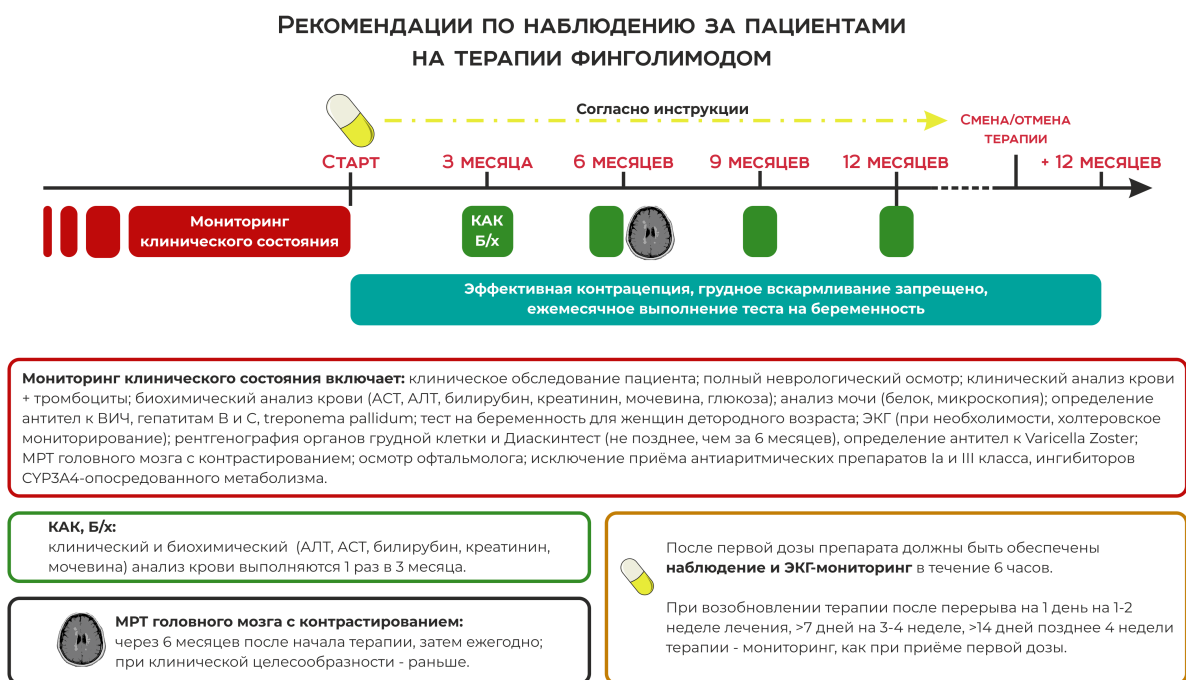 Рекомендации по наблюдению за пациентами
на терапии финголимодом
Согласно инструкции
Смена/отмена
терапии
Старт
3 месяца
6 месяцев
9 месяцев
12 месяцев
+ 12 месяцев
Мониторинг
клинического состояния
КАК
Б/х
Эффективная контрацепция, грудное вскармливание запрещено,
ежемесячное выполнение теста на беременность
Мониторинг клинического состояния включает: клиническое обследование пациента; полный неврологический осмотр; клинический анализ крови
+ тромбоциты; биохимический анализ крови (АСТ, АЛТ, билирубин, креатинин, мочевина, глюкоза); анализ мочи (белок, микроскопия); определение
антител к ВИЧ, гепатитам B и C, treponema pallidum; тест на беременность для женщин детородного возраста; ЭКГ (при необхолимости, холтеровское
мониторирование); рентгенография органов грудной клетки и Диаскинтест (не позднее, чем за 6 месяцев), определение антител к Varicella Zoster;
МРТ головного мозга с контрастированием; осмотр офтальмолога; исключение приёма антиаритмических препаратов Ia и III класса, ингибиторов
CYP3A4-опосредованного метаболизма.
КАК, Б/х:
клинический и биохимический (АЛТ, АСТ, билирубин, креатинин,
мочевина) анализ крови выполняются 1 раз в 3 месяца.
МРТ головного мозга с контрастированием:
через 6 месяцев после начала терапии, затем ежегодно;
при клинической целесообразности - раньше.
После первой дозы препарата должны быть обеспечены
наблюдение и ЭКГ-мониторинг в течение 6 часов.
При возобновлении терапии после перерыва на 1 день на 1-2
неделе лечения, >7 дней на 3-4 неделе, >14 дней позднее 4 недели
терапии - мониторинг, как при приёме первой дозы.